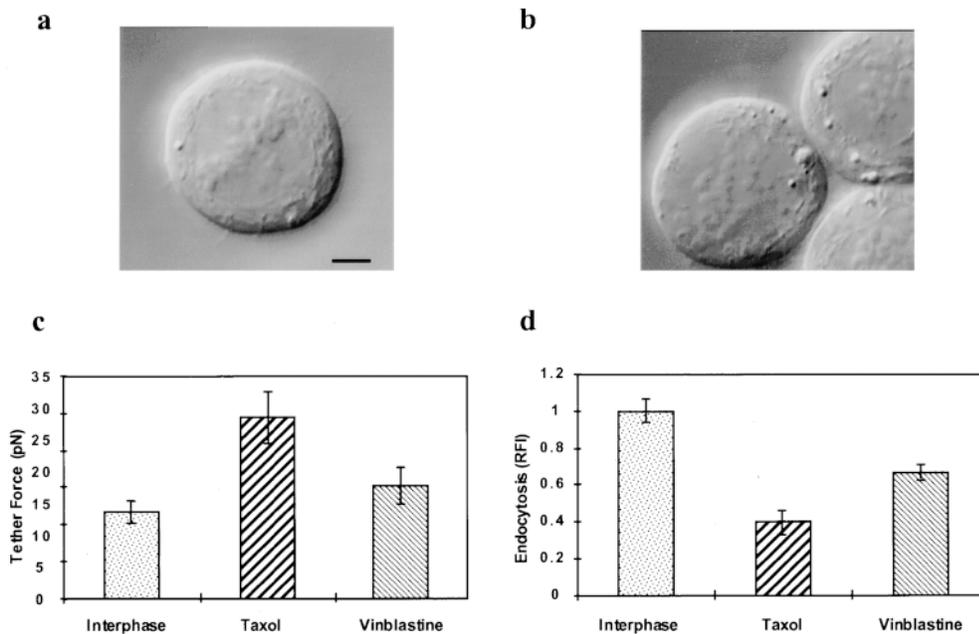 a
b
c
35
30
25
20
15
10
5
0
Tether Force (pN)
Interphase
Taxol
Vinblastine
d
1.2
1
0.8
0.6
0.4
0.2
0
Endocytosis (RFI)
Interphase
Taxol
Vinblastine